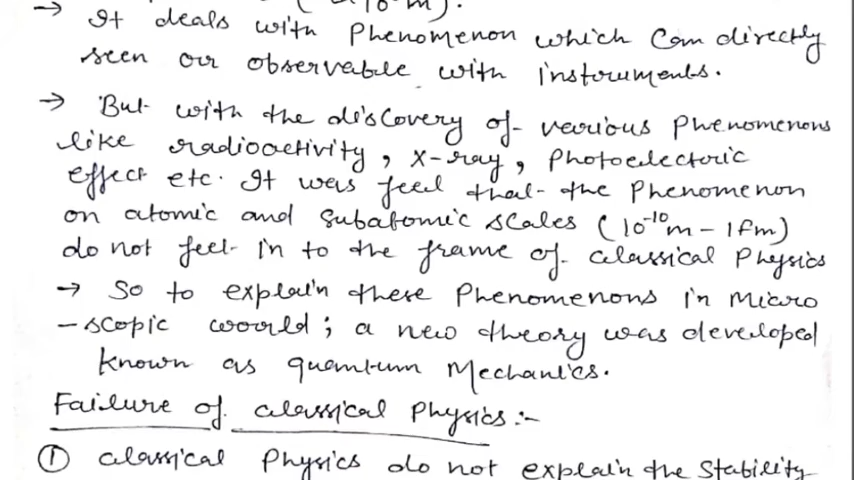 (   10   m).
→ It deals with Phenomenon which Can directly
seen or observable with instruments.
→ But with the discovery of various Phenomenons
like radioactivity, x-ray, Photoelectric
effect etc. It was feel that the Phenomenon
on atomic and subatomic scales (10⁻¹⁰m - 1fm)
do not feel in to the frame of classical Physics
→ So to explain these Phenomenons in Micro
-scopic world; a new theory was developed
known as quantum Mechanics.
Failure of classical Physics :-
① Classical Physics do not explain the Stability